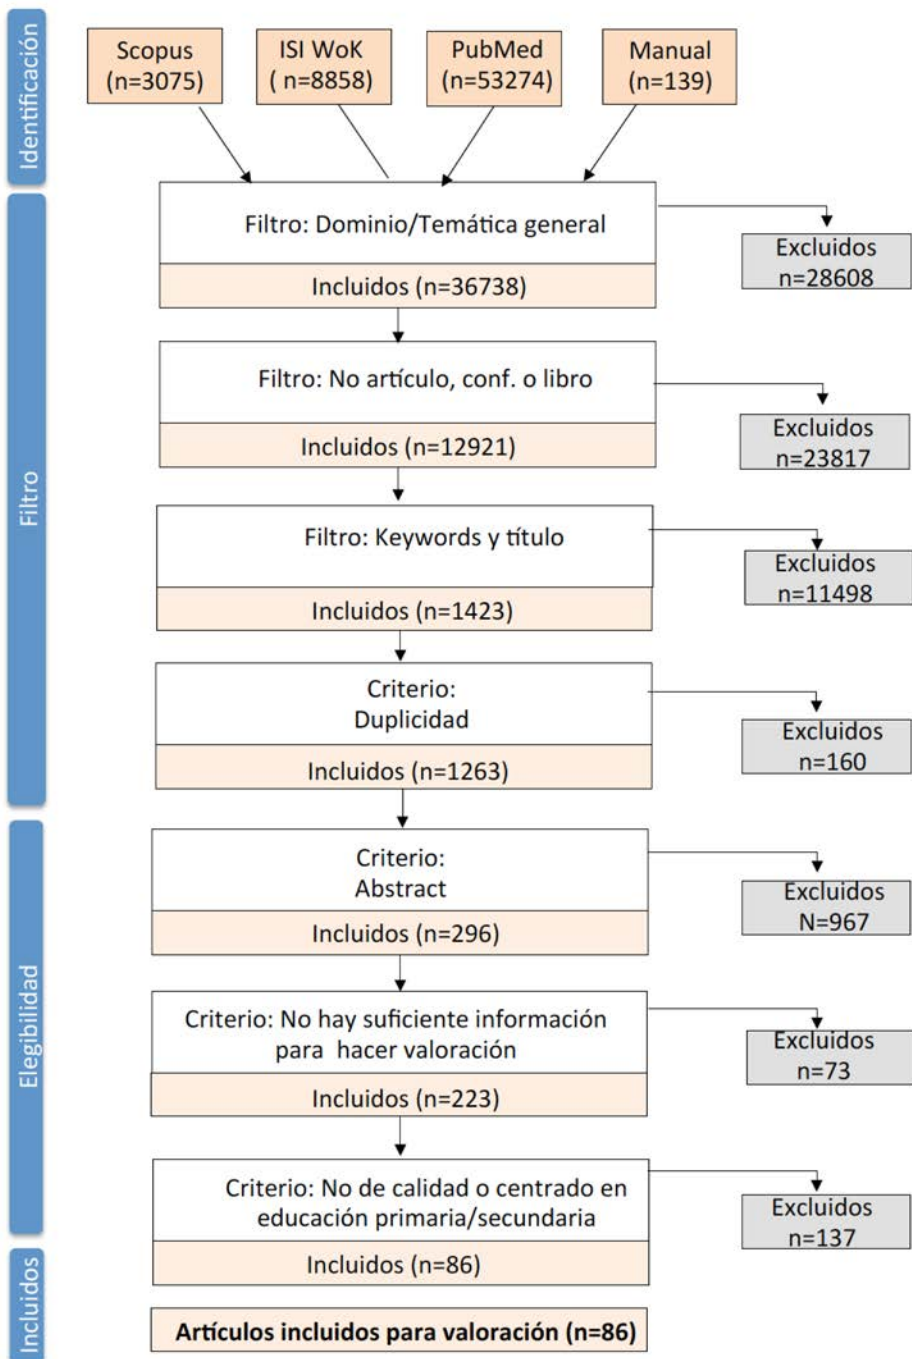 Identificación
Scopus
(n=3075)
ISI WoK
( n=8858)
PubMed
(n=53274)
Manual
(n=139)
Filtro
Filtro: Dominio/Temática general
Incluidos (n=36738)
Excluidos
n=28608
Filtro: No artículo, conf. o libro
Incluidos (n=12921)
Excluidos
n=23817
Filtro: Keywords y título
Incluidos (n=1423)
Excluidos
n=11498
Criterio:
Duplicidad
Incluidos (n=1263)
Excluidos
n=160
Elegibilidad
Criterio:
Abstract
Incluidos (n=296)
Excluidos
N=967
Criterio: No hay suficiente información
para hacer valoración
Incluidos (n=223)
Excluidos
n=73
Criterio: No de calidad o centrado en
educación primaria/secundaria
Incluidos (n=86)
Excluidos
n=137
Incluidos
Artículos incluidos para valoración (n=86)